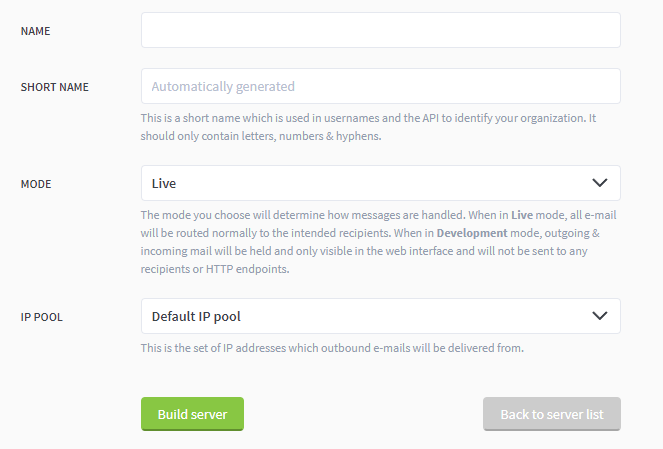 NAME
SHORT NAME
Automatically generated
This is a short name which is used in usernames and the API to identify your organization. It
should only contain letters, numbers & hyphens.
MODE
Live
The mode you choose will determine how messages are handled. When in Live mode, all e-mail
will be routed normally to the intended recipients. When in Development mode, outgoing &
incoming mail will be held and only visible in the web interface and will not be sent to any
recipients or HTTP endpoints.
IP POOL
Default IP pool
This is the set of IP addresses which outbound e-mails will be delivered from.
Build server
Back to server list